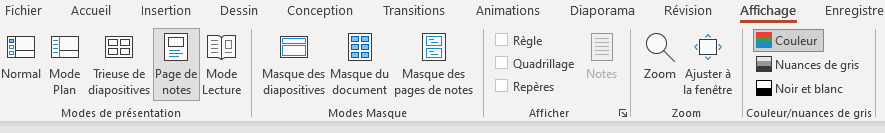 Fichier Accueil Insertion Dessin Conception Transitions Animations Diaporama Révision Affichage Enregistre
Normal
Mode
Plan
Trieuse de
diapositives
Page de
notes
Mode
Lecture
Modes de présentation
Masque des
diapositives
Masque du
document
Masque des
pages de notes
Modes Masque
Règle
Quadrillage
Repères
Notes
Afficher
Zoom
Ajuster à
la fenêtre
Zoom
Couleur
Nuances de gris
Noir et blanc
Couleur/nuances de gris